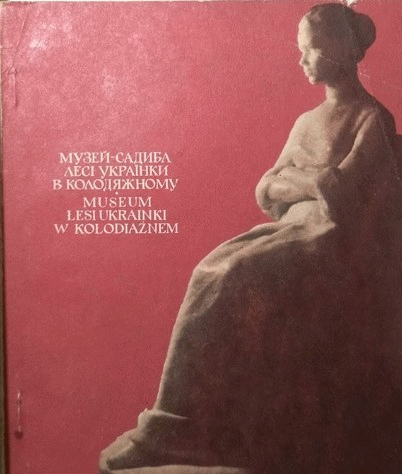 МУЗЕЙ-САДИБА
ЛЕСІ УКРАЇНКИ
В КОЛОДЯЖНОМУ
•
MUSEUM
ŁESI UKRAINKI
W KOŁODIAŻNEM